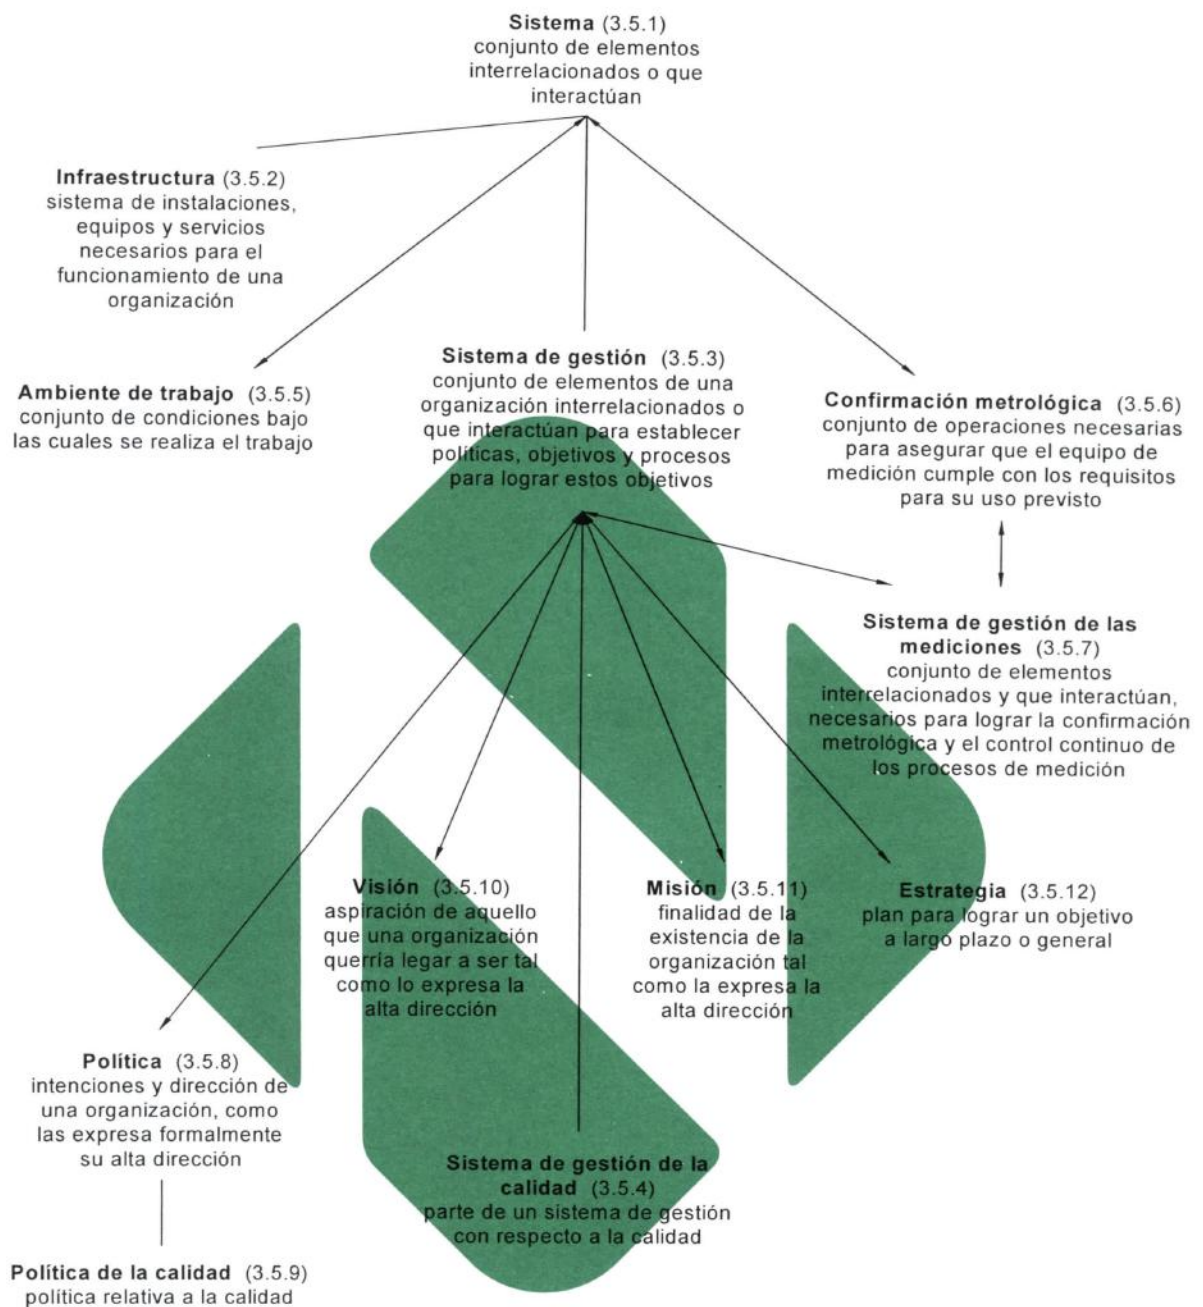 Sistema (3.5.1)
conjunto de elementos
interrelacionados o que
interactúan
Infraestructura (3.5.2)
sistema de instalaciones,
equipos y servicios
necesarios para el
funcionamiento de una
organización
Ambiente de trabajo (3.5.5)
conjunto de condiciones bajo
las cuales se realiza el trabajo
Sistema de gestión (3.5.3)
conjunto de elementos de una
organización interrelacionados o
que interactúan para establecer
políticas, objetivos y procesos
para lograr estos objetivos
Confirmación metrológica (3.5.6)
conjunto de operaciones necesarias
para asegurar que el equipo de
medición cumple con los requisitos
para su uso previsto
Sistema de gestión de las
mediciones (3.5.7)
conjunto de elementos
interrelacionados y que interactúan,
necesarios para lograr la confirmación
metrológica y el control continuo de
los procesos de medición
Visión (3.5.10)
aspiración de aquello
que una organización
querría legar a ser tal
como lo expresa la
alta dirección
Misión (3.5.11)
finalidad de la
existencia de la
organización tal
como la expresa la
alta dirección
Estrategia (3.5.12)
plan para lograr un objetivo
a largo plazo o general
Política (3.5.8)
intenciones y dirección de
una organización, como
las expresa formalmente
su alta dirección
Sistema de gestión de la
calidad (3.5.4)
parte de un sistema de gestión
con respecto a la calidad
Política de la calidad (3.5.9)
política relativa a la calidad